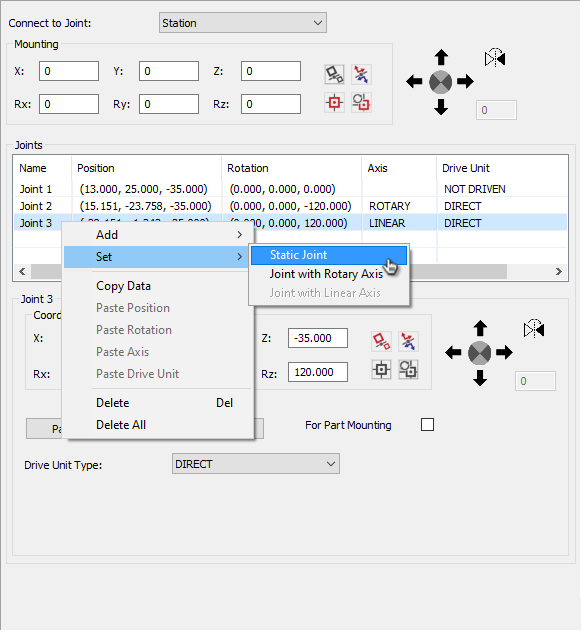 Connect to Joint: Station
Mounting
X: 0 Y: 0 Z: 0
Rx: 0 Ry: 0 Rz: 0
0
Joints
Name Position Rotation Axis Drive Unit
Joint 1 (13.000, 25.000, -35.000) (0.000, 0.000, 0.000) NOT DRIVEN
Joint 2 (15.151, -23.758, -35.000) (0.000, 0.000, -120.000) ROTARY DIRECT
Joint 3 (0.000, 0.000, 120.000) LINEAR DIRECT
Add
Set
Static Joint
Joint with Rotary Axis
Joint with Linear Axis
Copy Data
Paste Position
Paste Rotation
Paste Axis
Paste Drive Unit
Delete Del
Delete All
Joint 3
Coord
X: Z: -35.000
Rx: Rz: 120.000
0
Pa
For Part Mounting
Drive Unit Type: DIRECT